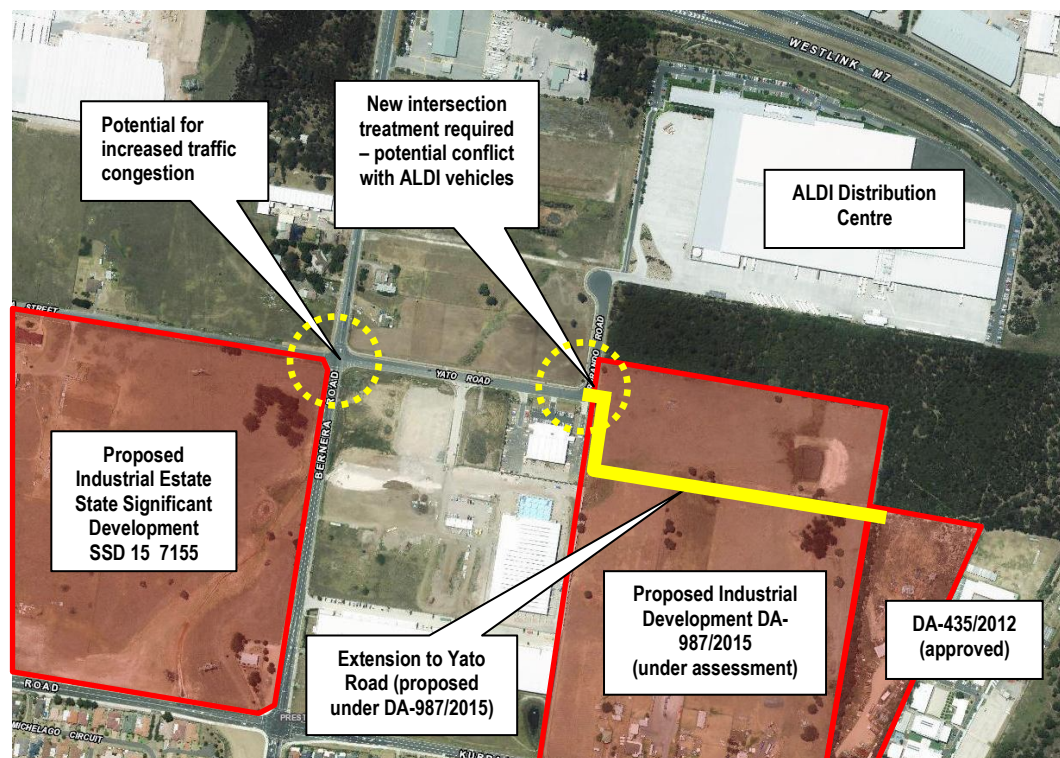 WESTLINK M7
Potential for
increased traffic
congestion
New intersection
treatment required
– potential conflict
with ALDI vehicles
ALDI Distribution
Centre
STREET
YATO ROAD
ROAD
BERNERA ROAD
Proposed
Industrial Estate
State Significant
Development
SSD 15 7155
Proposed Industrial
Development DA-
987/2015
(under assessment)
DA-435/2012
(approved)
Extension to Yato
Road (proposed
under DA-987/2015)
ROAD
MICHELAGO CIRCUIT